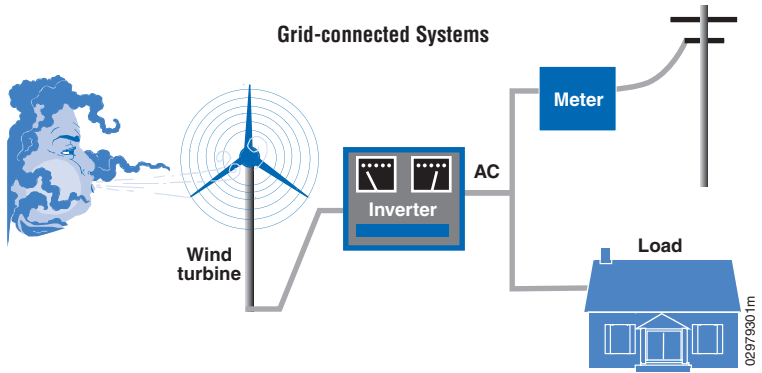 Grid-connected Systems
Meter
AC
Inverter
Wind
turbine
Load
02979301m